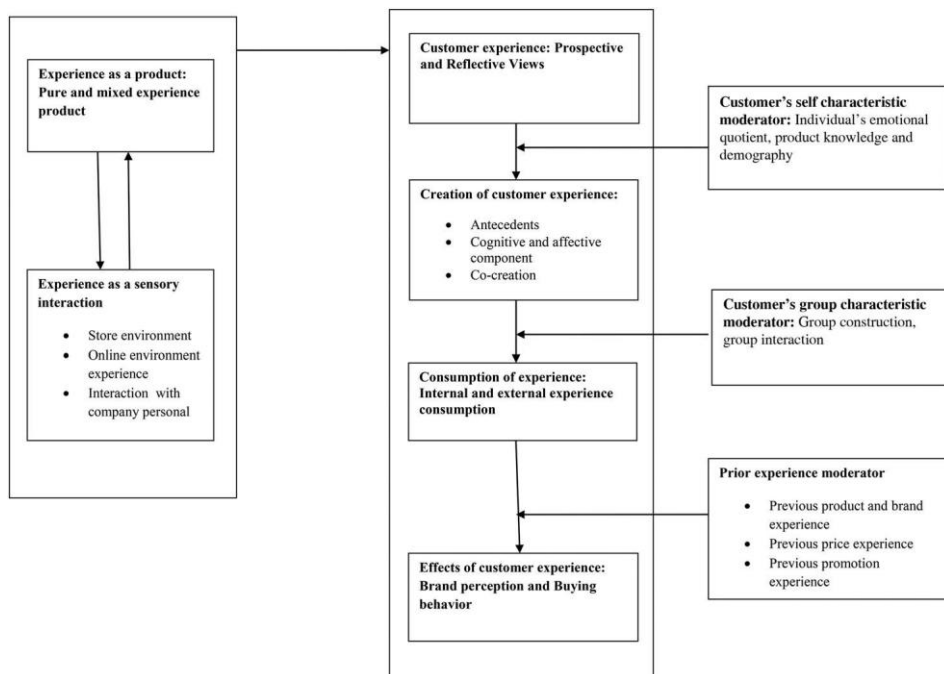 Experience as a product:
Pure and mixed experience
product
Experience as a sensory
interaction
• Store environment
• Online environment
experience
• Interaction with
company personal
Customer experience: Prospective
and Reflective Views
Creation of customer experience:
• Antecedents
• Cognitive and affective
component
• Co-creation
Consumption of experience:
Internal and external experience
consumption
Effects of customer experience:
Brand perception and Buying
behavior
Customer’s self characteristic
moderator: Individual’s emotional
quotient, product knowledge and
demography
Customer’s group characteristic
moderator: Group construction,
group interaction
Prior experience moderator
• Previous product and brand
experience
• Previous price experience
• Previous promotion
experience